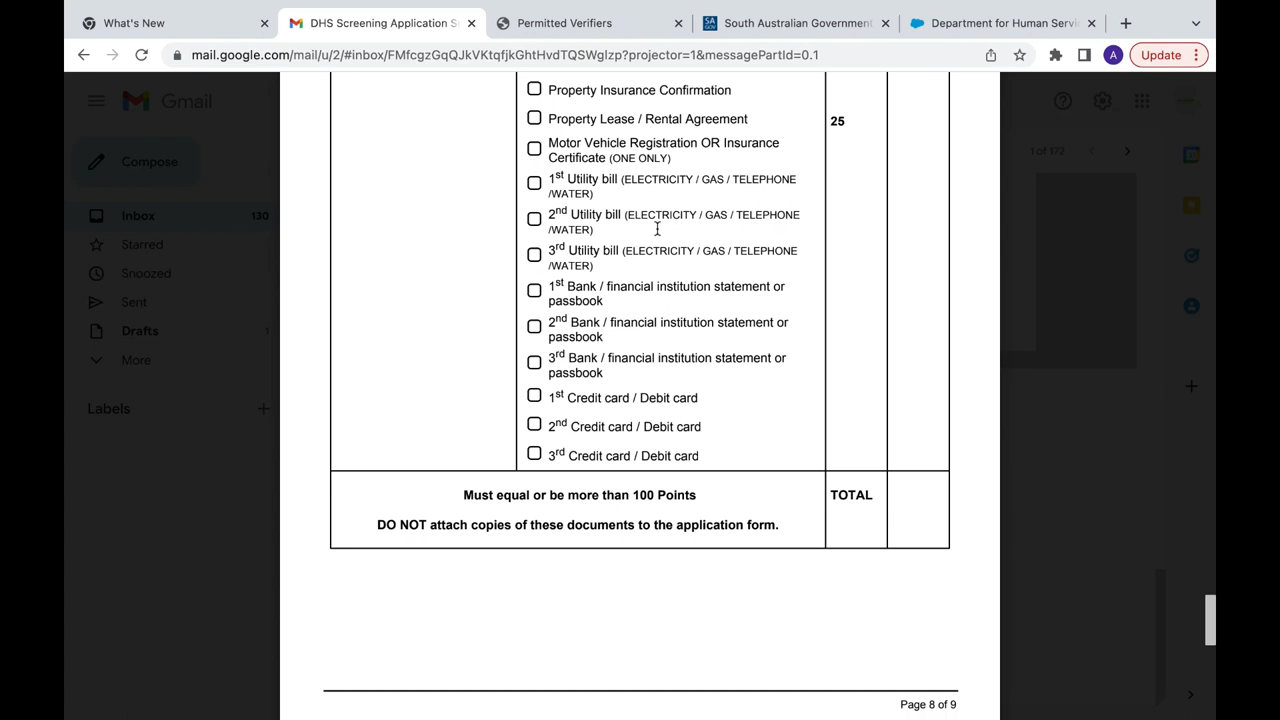 What's New
DHS Screening Application S
Permitted Verifiers
South Australian Government
Department for Human Servi
mail.google.com/mail/u/2/#inbox/FMfcgzGqQJkVKtqfjkGhtHvdTQSWglzp?projector=1&messagePartId=0.1
A
Update
Gmail
Compose
Inbox 130
Starred
Snoozed
Sent
Drafts 1
More
Labels
1 of 172
Property Insurance Confirmation
Property Lease / Rental Agreement
25
Motor Vehicle Registration OR Insurance
Certificate (ONE ONLY)
1st Utility bill (ELECTRICITY / GAS / TELEPHONE
/WATER)
2nd Utility bill (ELECTRICITY / GAS / TELEPHONE
/WATER)
3rd Utility bill (ELECTRICITY / GAS / TELEPHONE
/WATER)
1st Bank / financial institution statement or
passbook
2nd Bank / financial institution statement or
passbook
3rd Bank / financial institution statement or
passbook
1st Credit card / Debit card
2nd Credit card / Debit card
3rd Credit card / Debit card
Must equal or be more than 100 Points
TOTAL
DO NOT attach copies of these documents to the application form.
Page 8 of 9